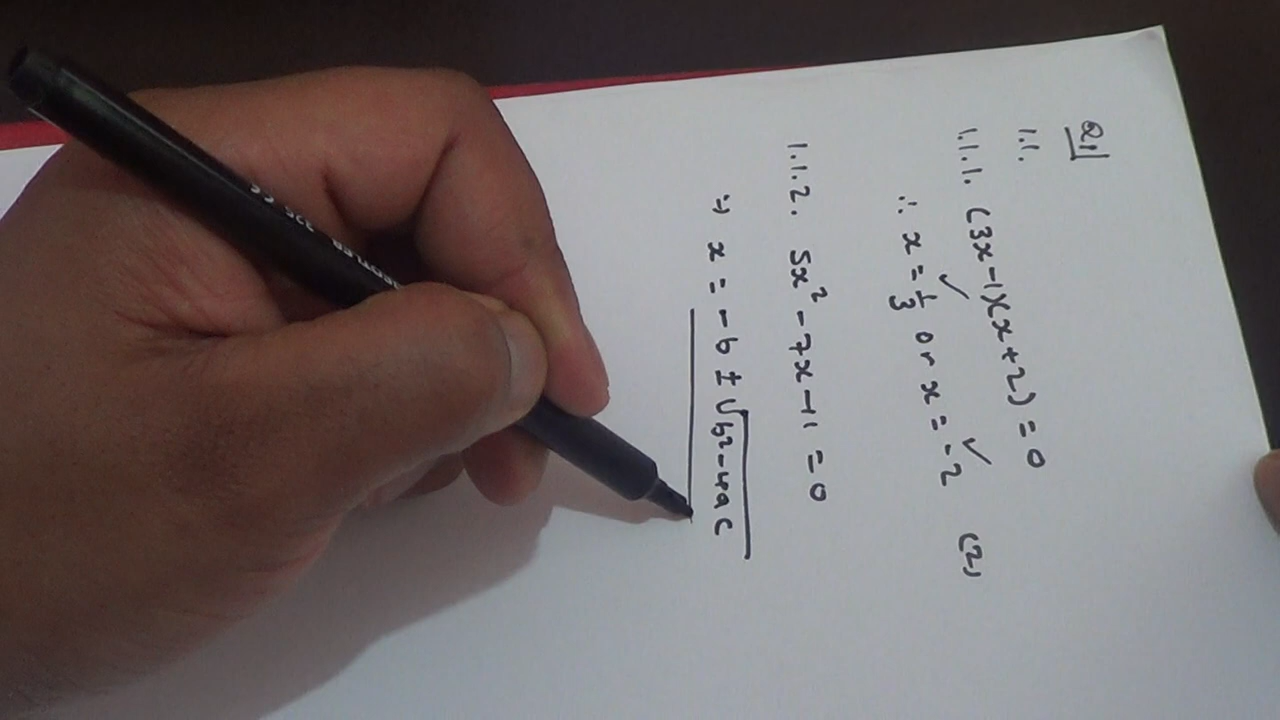 Q1
1.1.
1.1.1. (3x-1)(x+2) = 0
∴ x = 1/3 ✓ or x = -2 ✓ (2)
1.1.2. 5x² - 7x - 11 = 0
⇒ x = -b ± √b²-4ac